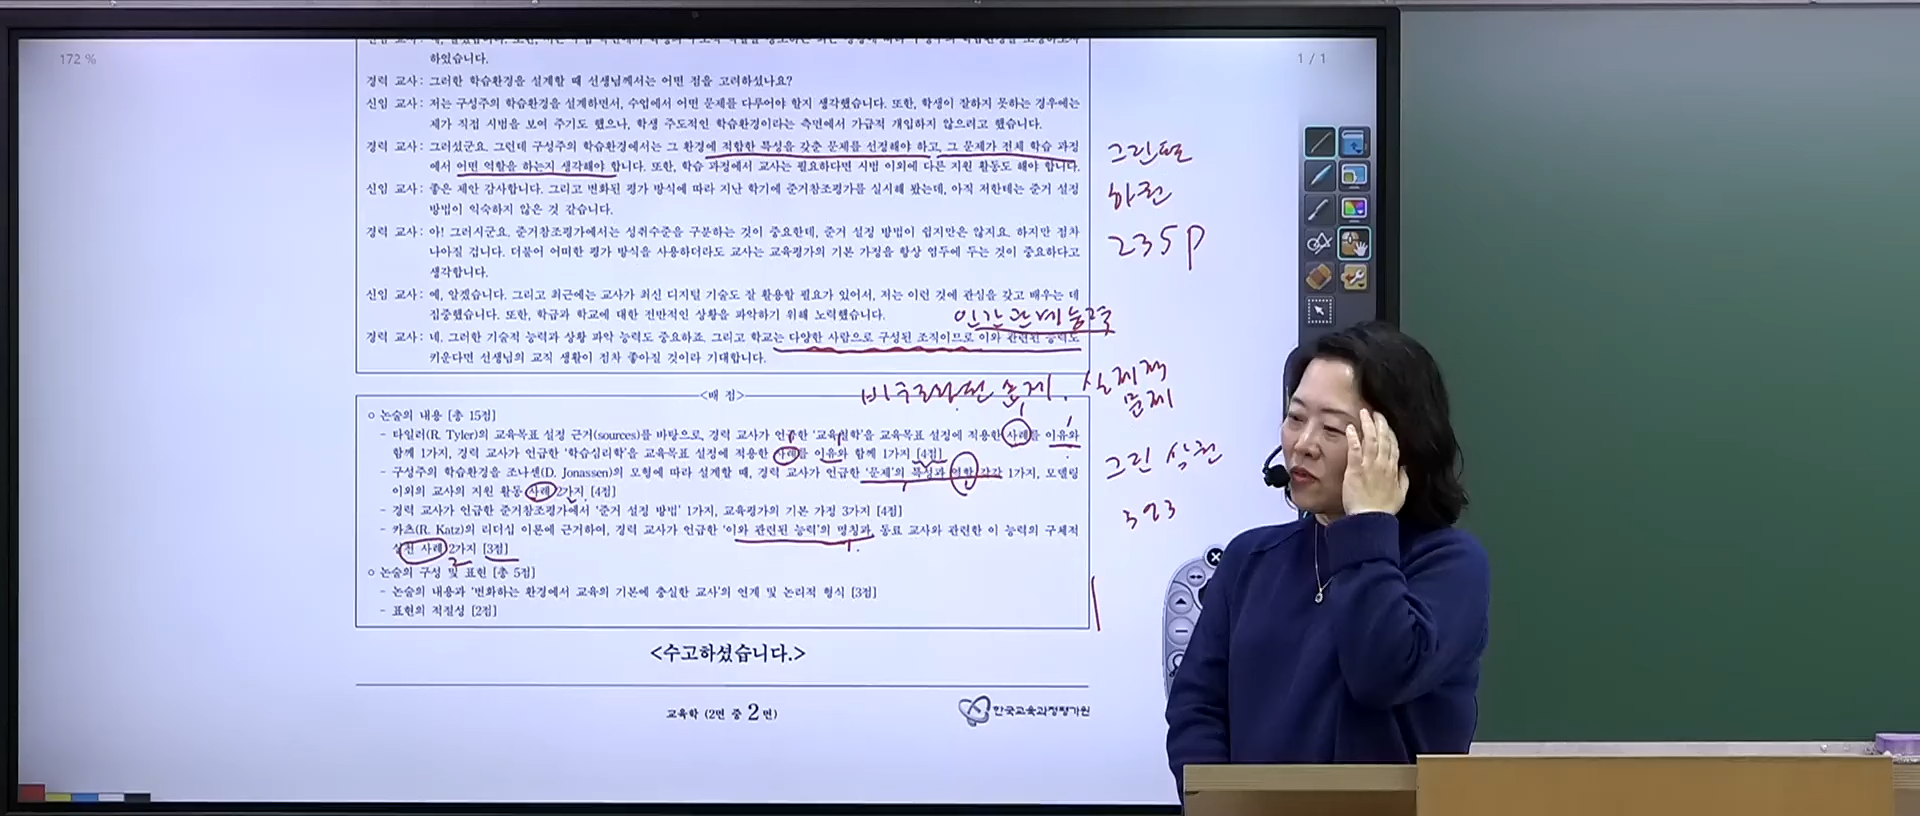 172 %
1 / 1
하였습니다.
경력 교사: 그러한 학습환경을 설계할 때 선생님께서는 어떤 점을 고려하셨나요?
신임 교사: 저는 구성주의 학습환경을 설계하면서, 수업에서 어떤 문제를 다루어야 할지 생각했습니다. 또한, 학생이 잘하지 못하는 경우에는
제가 직접 시범을 보여 주기도 했으나, 학생 주도적인 학습환경이라는 측면에서 가급적 개입하지 않으려고 했습니다.
경력 교사: 그러셨군요. 그런데 구성주의 학습환경에서는 그 환경에 적합한 특성을 갖춘 문제를 선정해야 하고, 그 문제가 전체 학습 과정
에서 어떤 역할을 하는지 생각해야 합니다. 또한, 학습 과정에서 교사는 필요하다면 시범 이외에 다른 지원 활동도 해야 합니다.
신임 교사: 좋은 제안 감사합니다. 그리고 변화된 평가 방식에 따라 지난 학기에 준거참조평가를 실시해 봤는데, 아직 저한테는 준거 설정
방법이 익숙하지 않은 것 같습니다.
경력 교사: 아! 그러시군요. 준거참조평가에서는 성취수준을 구분하는 것이 중요한데, 준거 설정 방법이 쉽지만은 않지요. 하지만 점차
나아질 겁니다. 더불어 어떠한 평가 방식을 사용하더라도 교사는 교육평가의 기본 가정을 항상 염두에 두는 것이 중요하다고
생각합니다.
신임 교사: 예, 알겠습니다. 그리고 최근에는 교사가 최신 디지털 기술도 잘 활용할 필요가 있어서, 저는 이런 것에 관심을 갖고 배우는 데
집중했습니다. 또한, 학급과 학교에 대한 전반적인 상황을 파악하기 위해 노력했습니다.
인간관계능력
경력 교사: 네. 그러한 기술적 능력과 상황 파악 능력도 중요하죠. 그리고 학교는 다양한 사람으로 구성된 조직이므로 이와 관련된 능력도
키운다면 선생님의 교직 생활이 점차 좋아질 것이라 기대합니다.
235p
<배 점>
실제적
문제
○ 논술의 내용 [총 15점]
- 타일러(R. Tyler)의 교육목표 설정 근거(sources)를 바탕으로, 경력 교사가 언급한 '교육철학'을 교육목표 설정에 적용한 사례를 이유와
함께 1가지, 경력 교사가 언급한 '학습심리학'을 교육목표 설정에 적용한 사례를 이유와 함께 1가지 [4점]
- 구성주의 학습환경을 조나센(D. Jonassen)의 모형에 따라 설계할 때, 경력 교사가 언급한 '문제'의 특성과 역할 각각 1가지, 모델링
이외의 교사의 지원 활동 사례 2가지 [4점]
- 경력 교사가 언급한 준거참조평가에서 '준거 설정 방법' 1가지, 교육평가의 기본 가정 3가지 [4점]
- 카츠(R. Katz)의 리더십 이론에 근거하여, 경력 교사가 언급한 '이와 관련된 능력'의 명칭과, 동료 교사와 관련한 이 능력의 구체적
실천 사례 2가지 [3점]
○ 논술의 구성 및 표현 [총 5점]
- 논술의 내용과 '변화하는 환경에서 교육의 기본에 충실한 교사'의 연계 및 논리적 형식 [3점]
- 표현의 적절성 [2점]
<수고하셨습니다.>
교육학 (2면 중 2면)
한국교육과정평가원